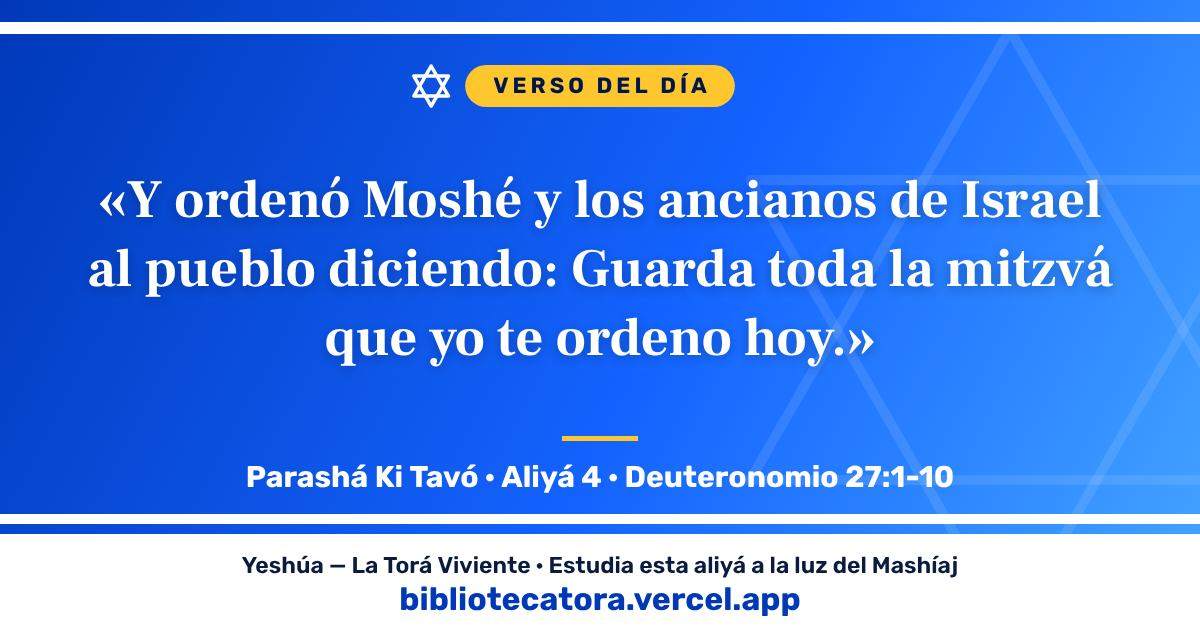 VERSO DEL DÍA
«Y ordenó Moshé y los ancianos de Israel
al pueblo diciendo: Guarda toda la mitzvá
que yo te ordeno hoy.»
Parashá Ki Tavó • Aliyá 4 • Deuteronomio 27:1-10
Yeshúa — La Torá Viviente • Estudia esta aliyá a la luz del Mashíaj
bibliotecatora.vercel.app